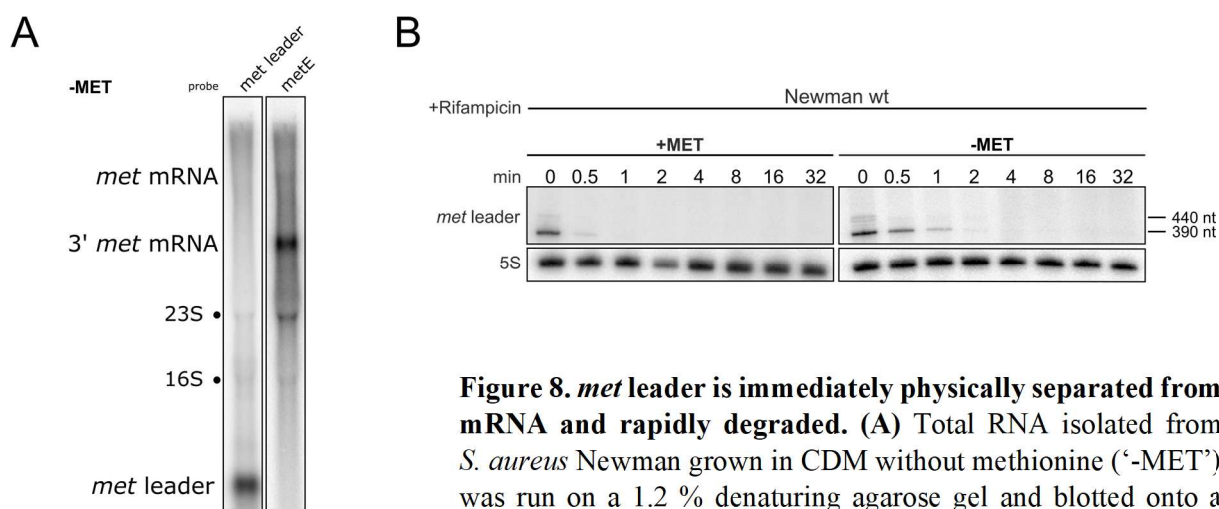 A
-MET
probe
met leader
metE
met mRNA
3' met mRNA
23S
16S
met leader
B
+Rifampicin
Newman wt
+MET
-MET
min 0 0.5 1 2 4 8 16 32 0 0.5 1 2 4 8 16 32
met leader
440 nt
390 nt
5S
Figure 8. met leader is immediately physically separated from
mRNA and rapidly degraded. (A) Total RNA isolated from
S. aureus Newman grown in CDM without methionine (‘-MET’)
was run on a 1.2 % denaturing agarose gel and blotted onto a